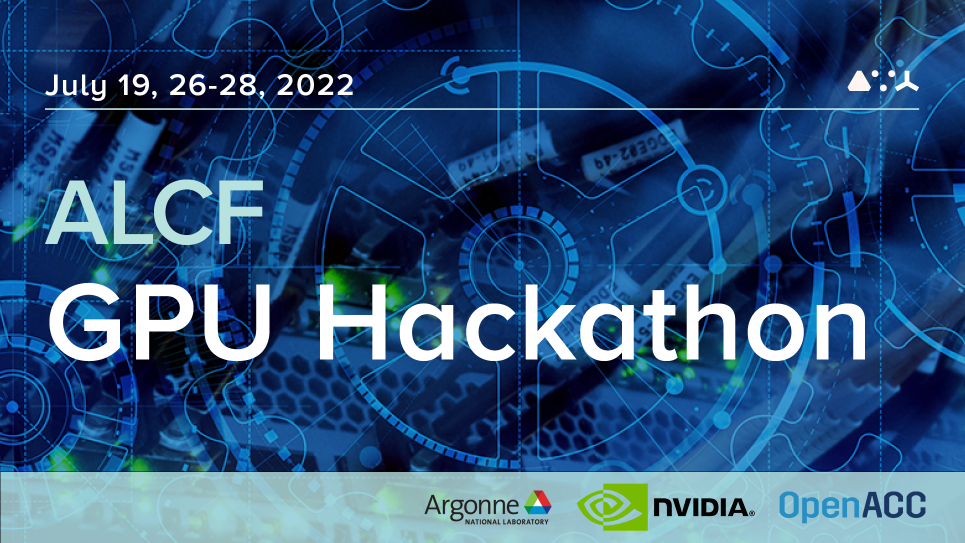 July 19, 26-28, 2022
ALCF
GPU Hackathon
Argonne
NATIONAL LABORATORY
NVIDIA®
OpenACC